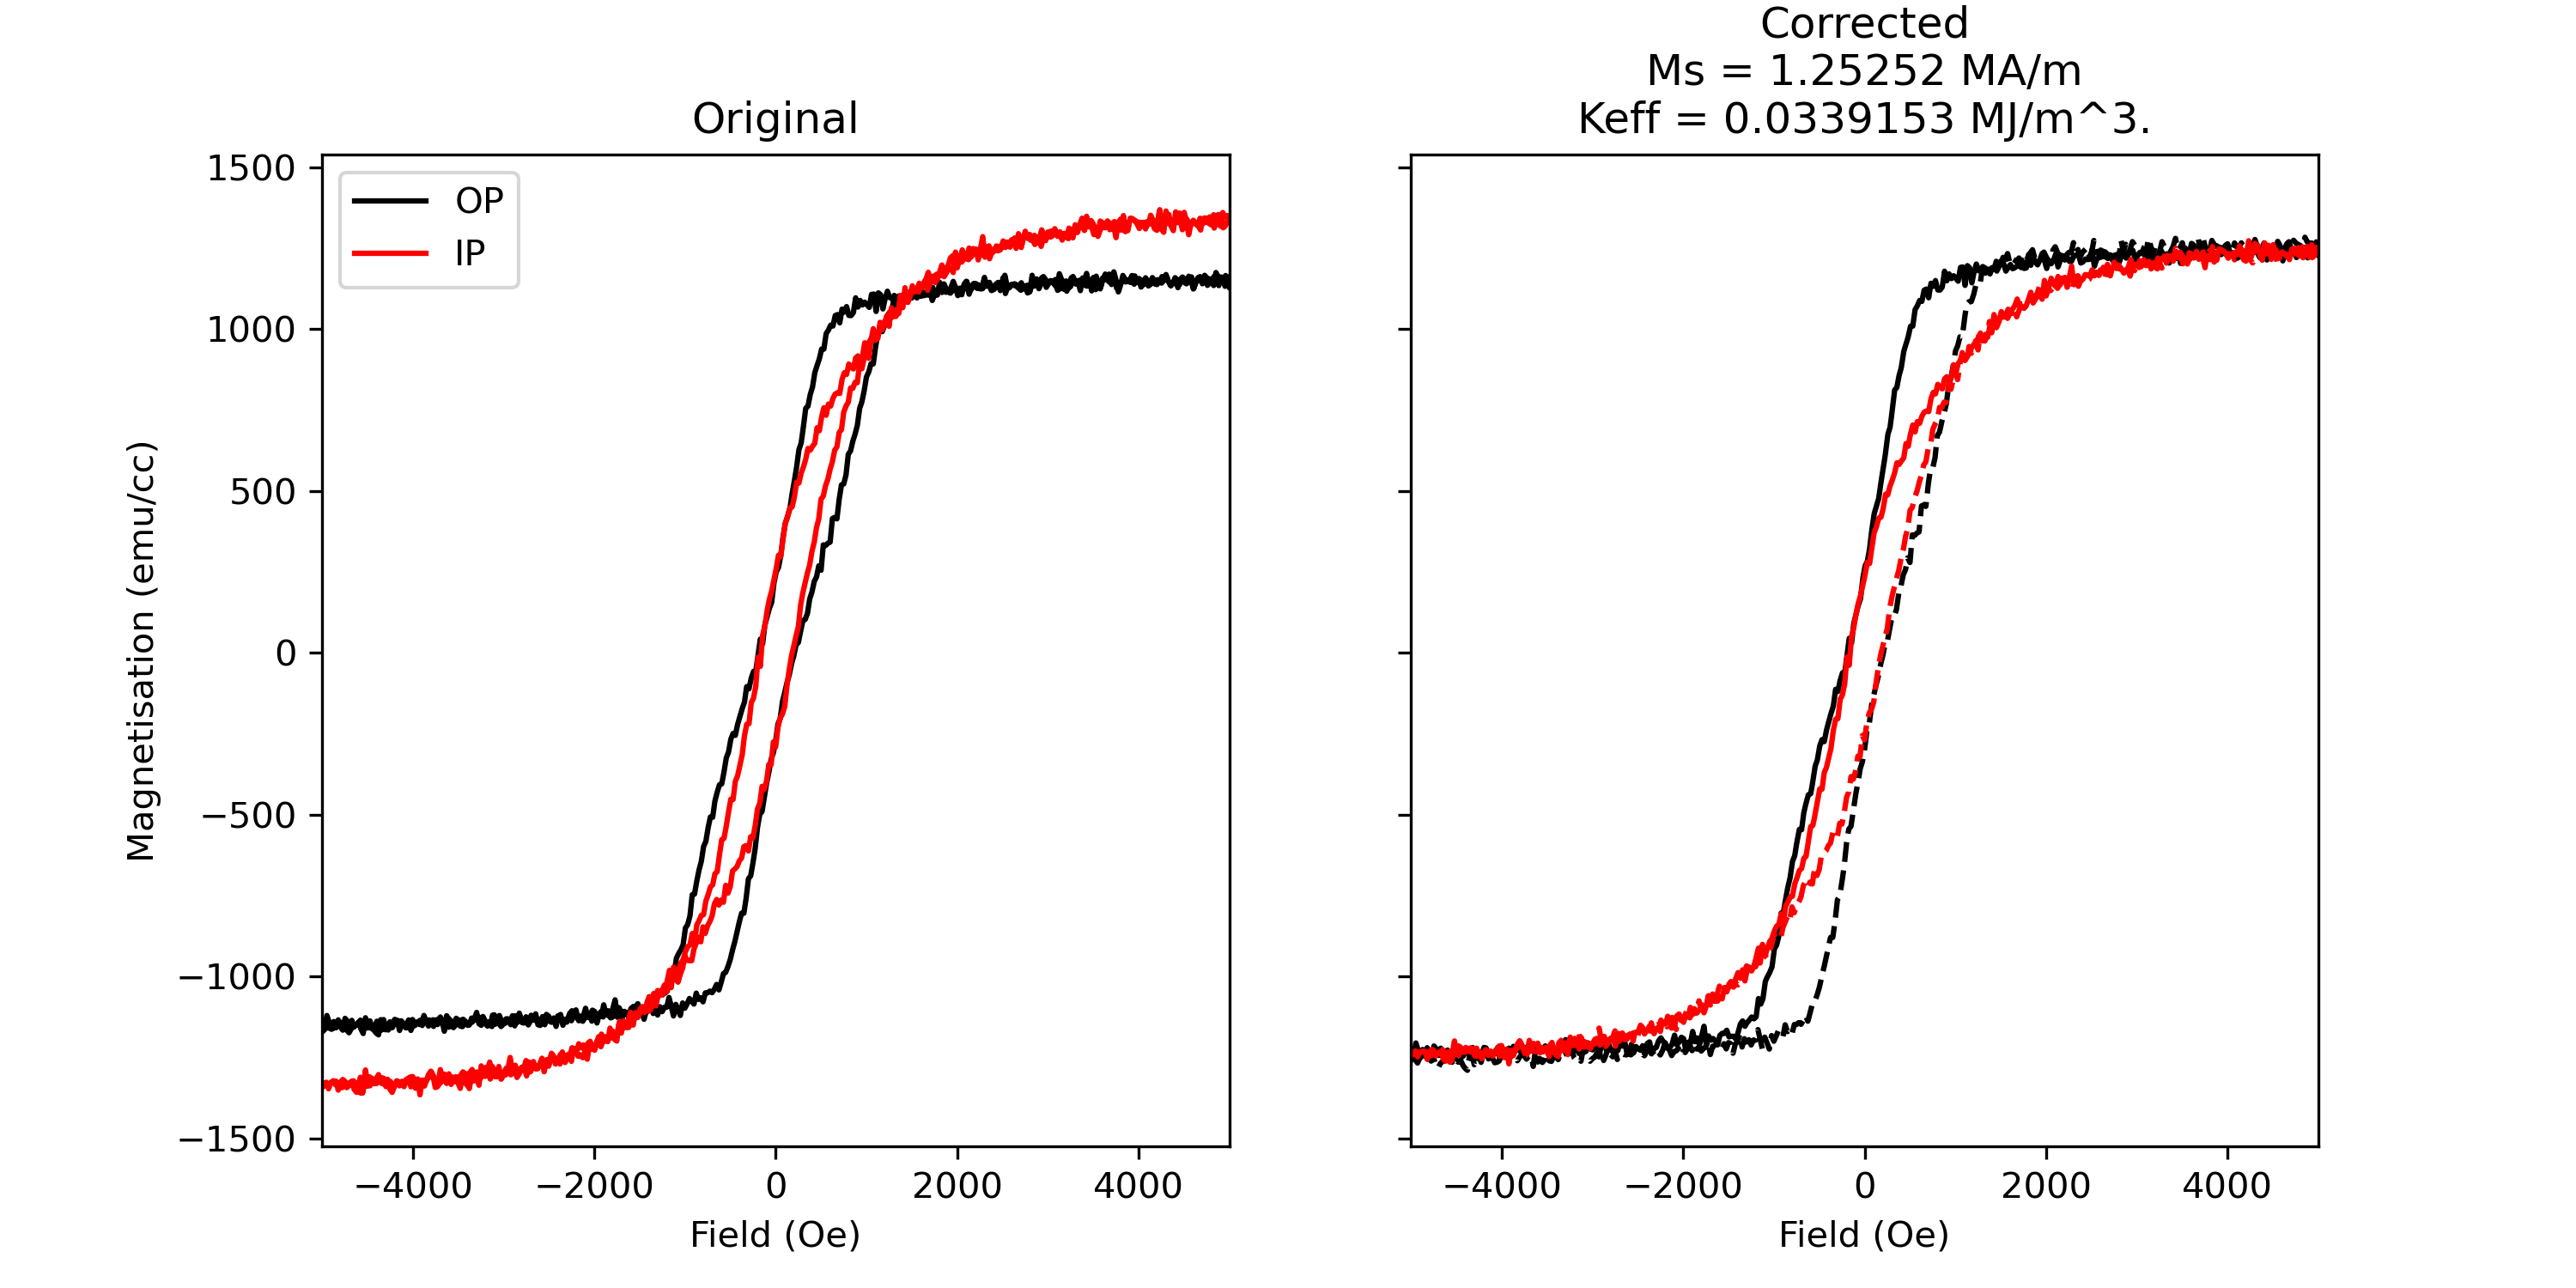 Original
OP
IP
1500
1000
500
0
−500
−1000
−1500
Magnetisation (emu/cc)
−4000 −2000 0 2000 4000
Field (Oe)
Corrected
Ms = 1.25252 MA/m
Keff = 0.0339153 MJ/m^3.
−4000 −2000 0 2000 4000
Field (Oe)